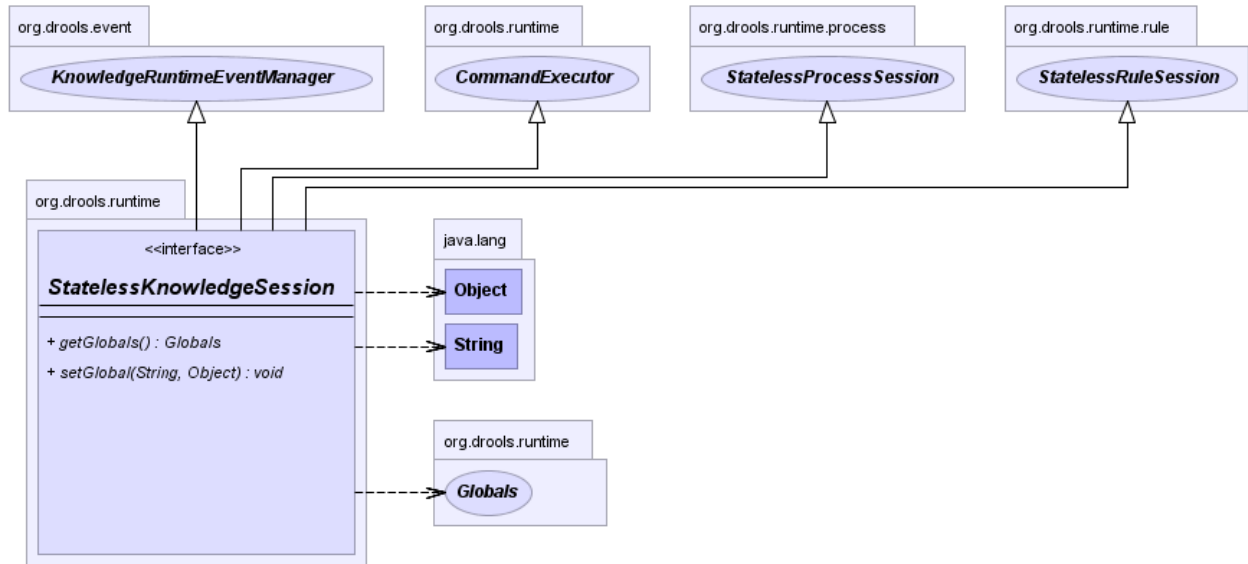 org.drools.event
org.drools.runtime
org.drools.runtime.process
org.drools.runtime.rule
KnowledgeRuntimeEventManager
CommandExecutor
StatelessProcessSession
StatelessRuleSession
org.drools.runtime
<<interface>>
StatelessKnowledgeSession
+ getGlobals() : Globals
+ setGlobal(String, Object) : void
java.lang
Object
String
org.drools.runtime
Globals